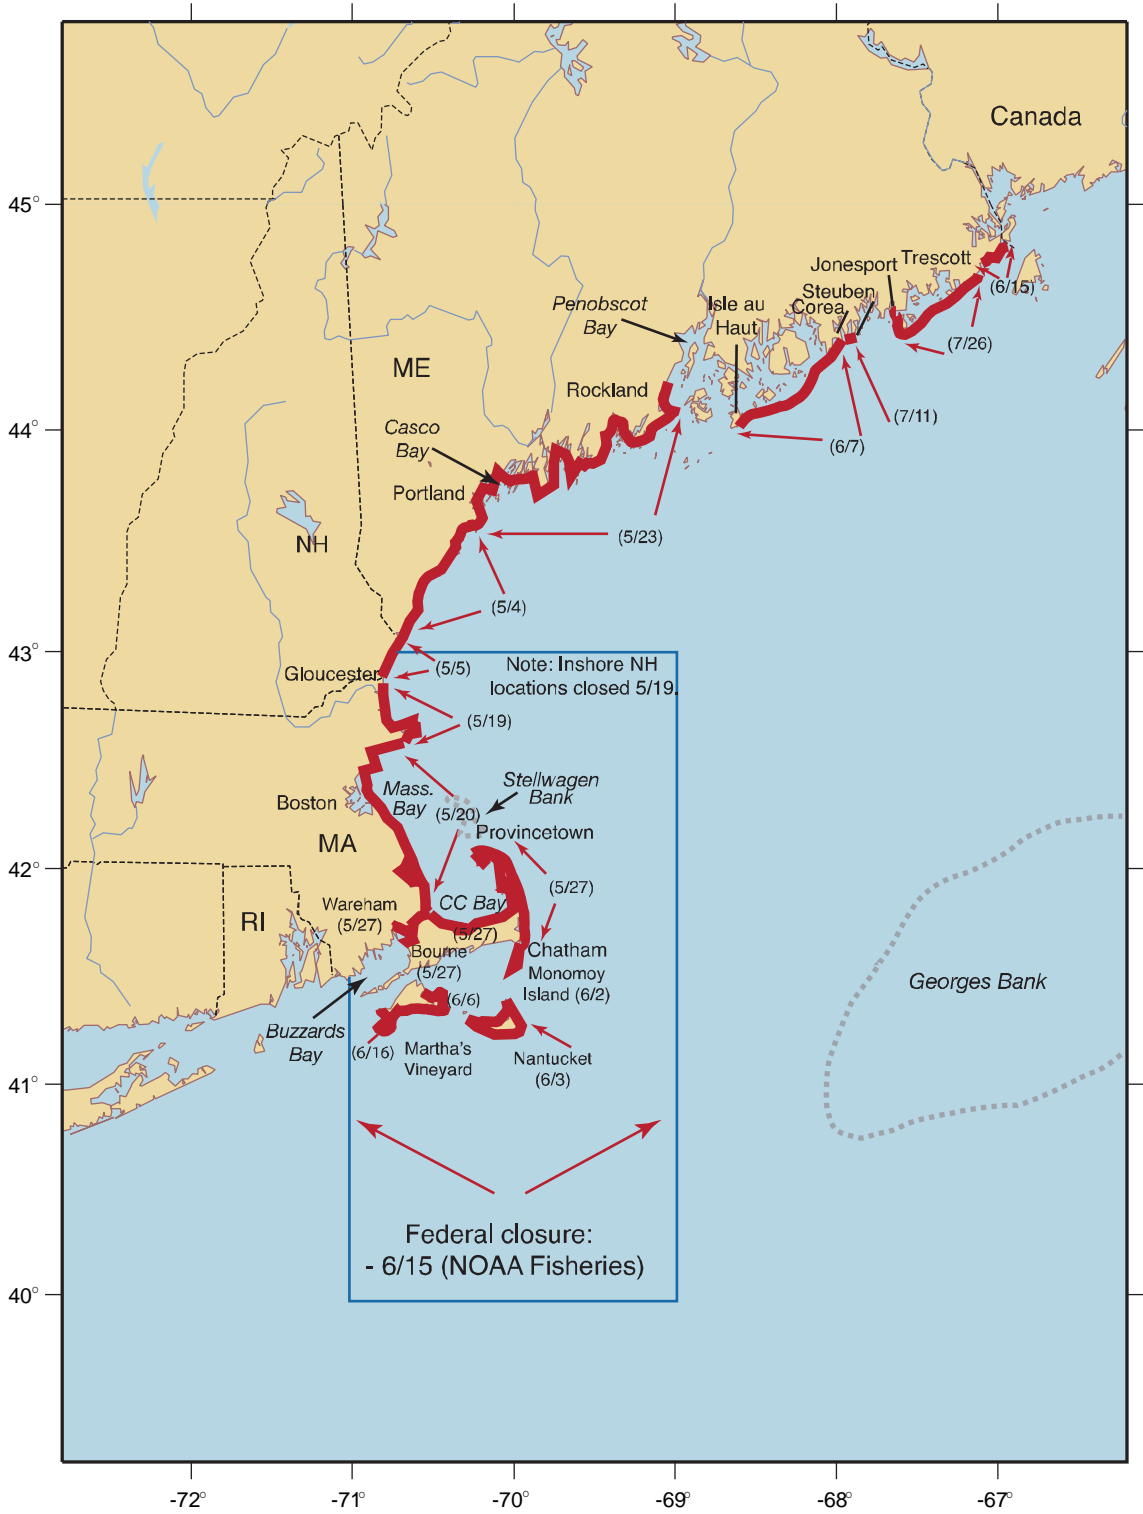 Canada
45°
Trescott
Jonesport
Steuben
Corea
(6/15)
Penobscot
Bay
Isle au
Haut
(7/26)
ME
Rockland
(7/11)
44°
Casco
Bay
(6/7)
Portland
(5/23)
NH
(5/4)
43°
Gloucester
(5/5)
Note: Inshore NH
locations closed 5/19.
(5/19)
Stellwagen
Bank
Mass.
Bay
Boston
(5/20)
Provincetown
MA
42°
(5/27)
CC Bay
Wareham
(5/27)
RI
(5/27)
Bourne
(5/27)
Chatham
Monomoy
Island (6/2)
Georges Bank
(6/6)
Buzzards
Bay
(6/16)
Martha's
Vineyard
Nantucket
(6/3)
41°
Federal closure:
- 6/15 (NOAA Fisheries)
40°
-72°
-71°
-70°
-69°
-68°
-67°